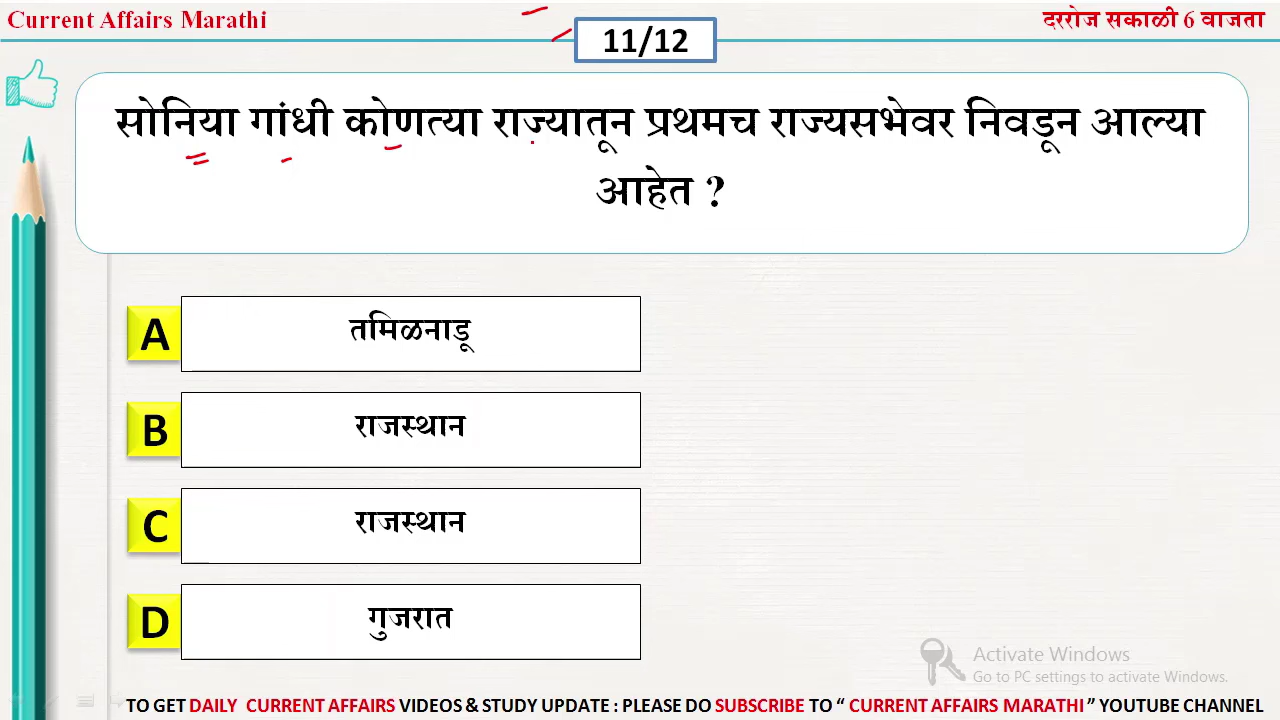 Current Affairs Marathi
दररोज सकाळी 6 वाजता
11/12
सोनिया गांधी कोणत्या राज्यातून प्रथमच राज्यसभेवर निवडून आल्या
आहेत ?
A तमिळनाडू
B राजस्थान
C राजस्थान
D गुजरात
Activate Windows
Go to PC settings to activate Windows.
TO GET DAILY CURRENT AFFAIRS VIDEOS & STUDY UPDATE : PLEASE DO SUBSCRIBE TO “ CURRENT AFFAIRS MARATHI ” YOUTUBE CHANNEL